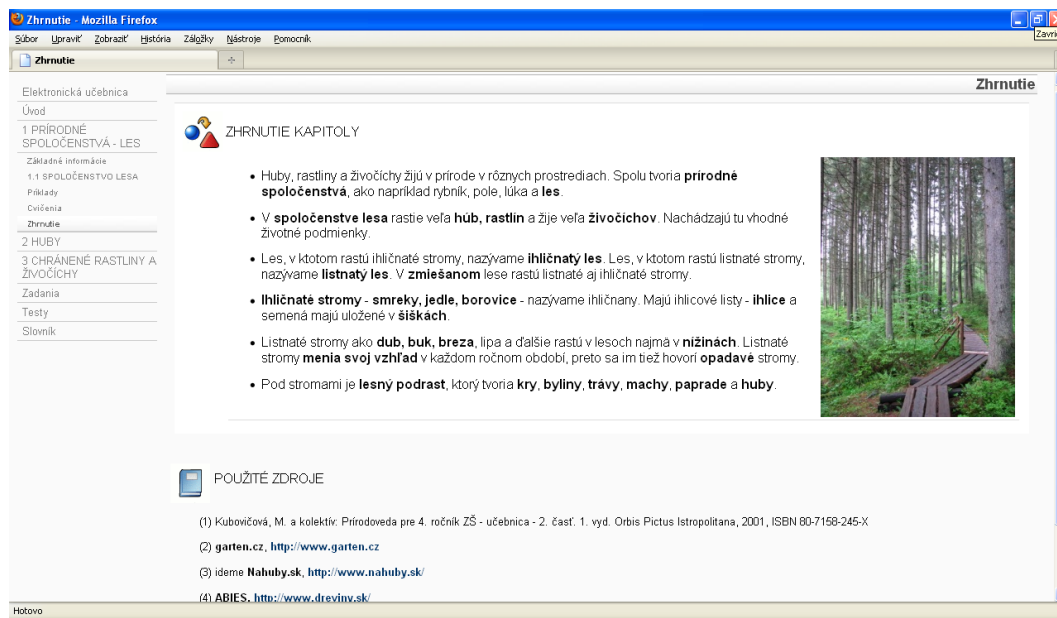 Zhrnutie - Mozilla Firefox
Súbor Upraviť Zobraziť História Záložky Nástroje Pomocník
Zavri
Zhrnutie
Elektronická učebnica
Úvod
1 PRÍRODNÉ
SPOLOČENSTVÁ - LES
Základné informácie
1.1 SPOLOČENSTVO LESA
Príklady
Cvičenia
Zhrnutie
2 HUBY
3 CHRÁNENÉ RASTLINY A
ŽIVOČÍCHY
Zadania
Testy
Slovník
Zhrnutie
ZHRNUTIE KAPITOLY
• Huby, rastliny a živočíchy žijú v prírode v rôznych prostrediach. Spolu tvoria prírodné
spoločenstvá, ako napríklad rybník, pole, lúka a les.
• V spoločenstve lesa rastie veľa húb, rastlín a žije veľa živočíchov. Nachádzajú tu vhodné
životné podmienky.
• Les, v ktotom rastú ihličnaté stromy, nazývame ihličnatý les. Les, v ktotom rastú listnaté stromy,
nazývame listnatý les. V zmiešanom lese rastú listnaté aj ihličnaté stromy.
• Ihličnaté stromy - smreky, jedle, borovice - nazývame ihličnany. Majú ihlicové listy - ihlice a
semená majú uložené v šiškách.
• Listnaté stromy ako dub, buk, breza, lipa a ďalšie rastú v lesoch najmä v nížinách. Listnaté
stromy menia svoj vzhľad v každom ročnom období, preto sa im tiež hovorí opadavé stromy.
• Pod stromami je lesný podrast, ktorý tvoria kry, byliny, trávy, machy, paprade a huby.
POUŽITÉ ZDROJE
(1) Kubovičová, M. a kolektív: Prírodoveda pre 4. ročník ZŠ - učebnica - 2. časť. 1. vyd. Orbis Pictus Istropolitana, 2001, ISBN 80-7158-245-X
(2) garten.cz, http://www.garten.cz
(3) ideme Nahuby.sk, http://www.nahuby.sk/
(4) ABIES, http://www.dreviny.sk/
Hotovo